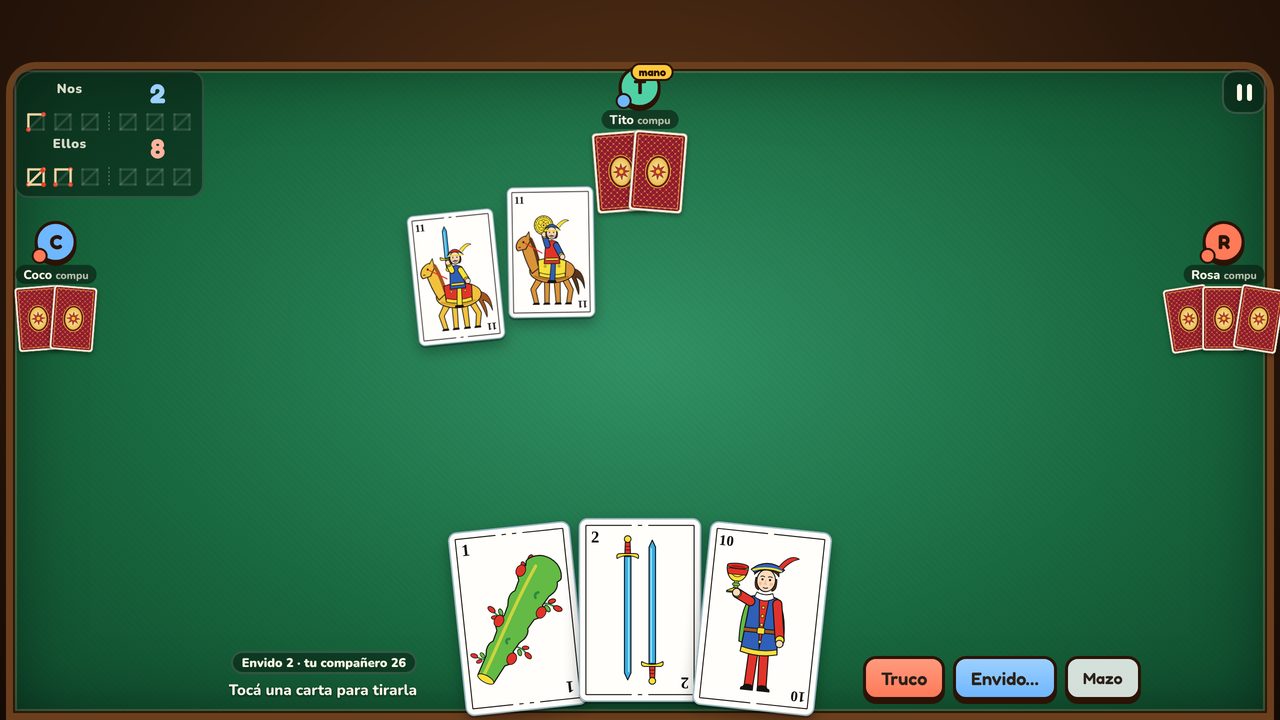 Nos 2
Ellos 8
mano
T
Tito compu
C
Coco compu
R
Rosa compu
11
11
11
11
1
1
2
2
10
10
Envido 2 · tu compañero 26
Tocá una carta para tirarla
Truco
Envido...
Mazo